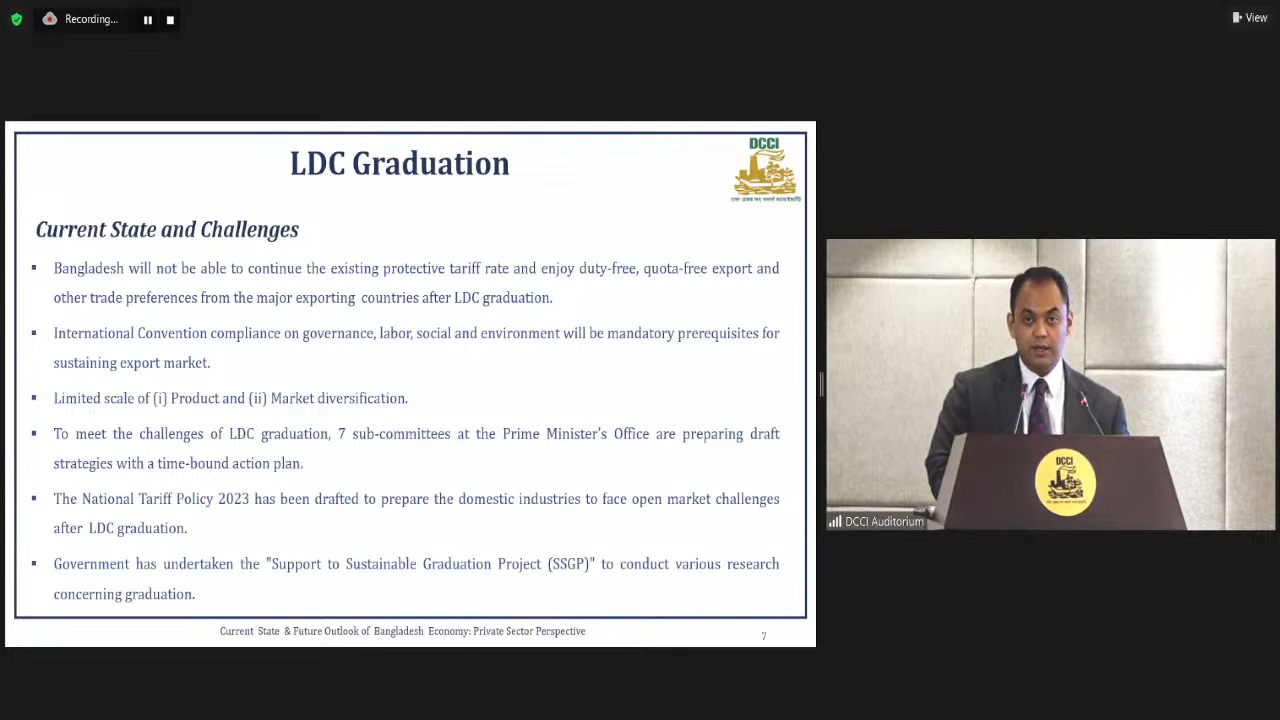 Recording...
View
LDC Graduation
DCCI
Current State and Challenges
▪ Bangladesh will not be able to continue the existing protective tariff rate and enjoy duty-free, quota-free export and
other trade preferences from the major exporting countries after LDC graduation.
▪ International Convention compliance on governance, labor, social and environment will be mandatory prerequisites for
sustaining export market.
▪ Limited scale of (i) Product and (ii) Market diversification.
▪ To meet the challenges of LDC graduation, 7 sub-committees at the Prime Minister's Office are preparing draft
strategies with a time-bound action plan.
▪ The National Tariff Policy 2023 has been drafted to prepare the domestic industries to face open market challenges
after LDC graduation.
▪ Government has undertaken the "Support to Sustainable Graduation Project (SSGP)" to conduct various research
concerning graduation.
Current State & Future Outlook of Bangladesh Economy: Private Sector Perspective
7
DCCI
DCCI Auditorium